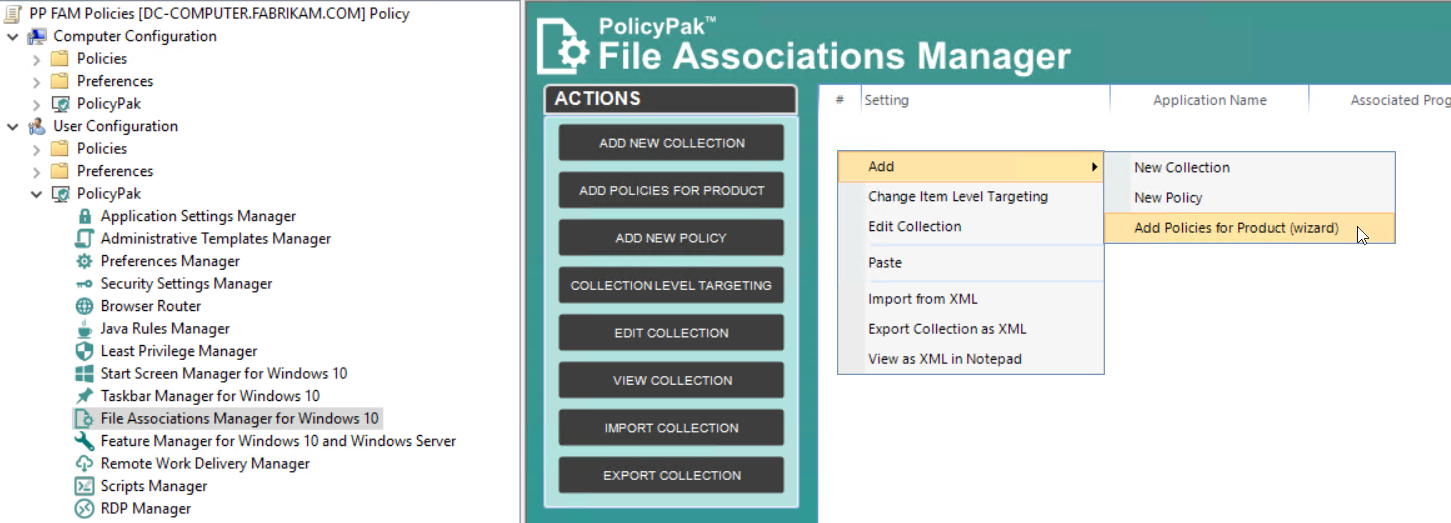 PP FAM Policies [DC-COMPUTER.FABRIKAM.COM] Policy
Computer Configuration
Policies
Preferences
PolicyPak
User Configuration
Policies
Preferences
PolicyPak
Application Settings Manager
Administrative Templates Manager
Preferences Manager
Security Settings Manager
Browser Router
Java Rules Manager
Least Privilege Manager
Start Screen Manager for Windows 10
Taskbar Manager for Windows 10
File Associations Manager for Windows 10
Feature Manager for Windows 10 and Windows Server
Remote Work Delivery Manager
Scripts Manager
RDP Manager
PolicyPak™
File Associations Manager
ACTIONS
ADD NEW COLLECTION
ADD POLICIES FOR PRODUCT
ADD NEW POLICY
COLLECTION LEVEL TARGETING
EDIT COLLECTION
VIEW COLLECTION
IMPORT COLLECTION
EXPORT COLLECTION
# Setting Application Name Associated Prog
Add
Change Item Level Targeting
Edit Collection
Paste
Import from XML
Export Collection as XML
View as XML in Notepad
New Collection
New Policy
Add Policies for Product (wizard)